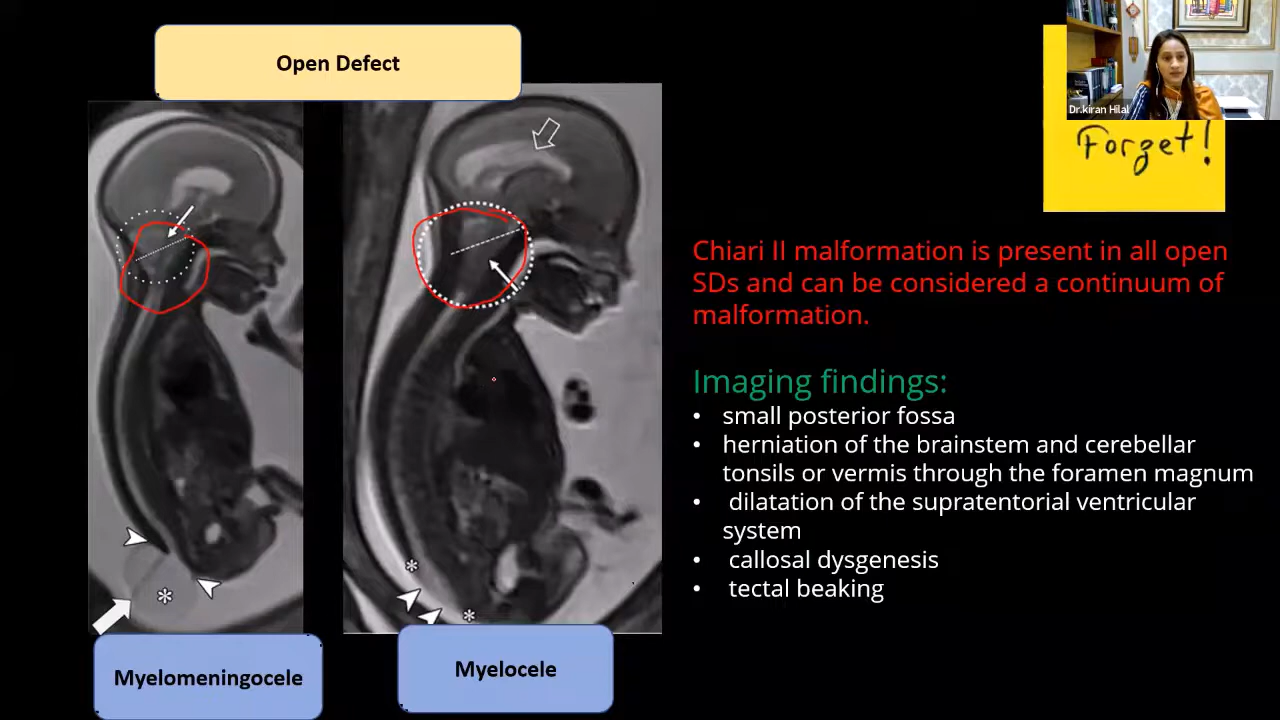 Open Defect
Dr.kiran Hilal
Forget!
Chiari II malformation is present in all open
SDs and can be considered a continuum of
malformation.
Imaging findings:
• small posterior fossa
• herniation of the brainstem and cerebellar
tonsils or vermis through the foramen magnum
• dilatation of the supratentorial ventricular
system
• callosal dysgenesis
• tectal beaking
*
*
*
Myelomeningocele
Myelocele